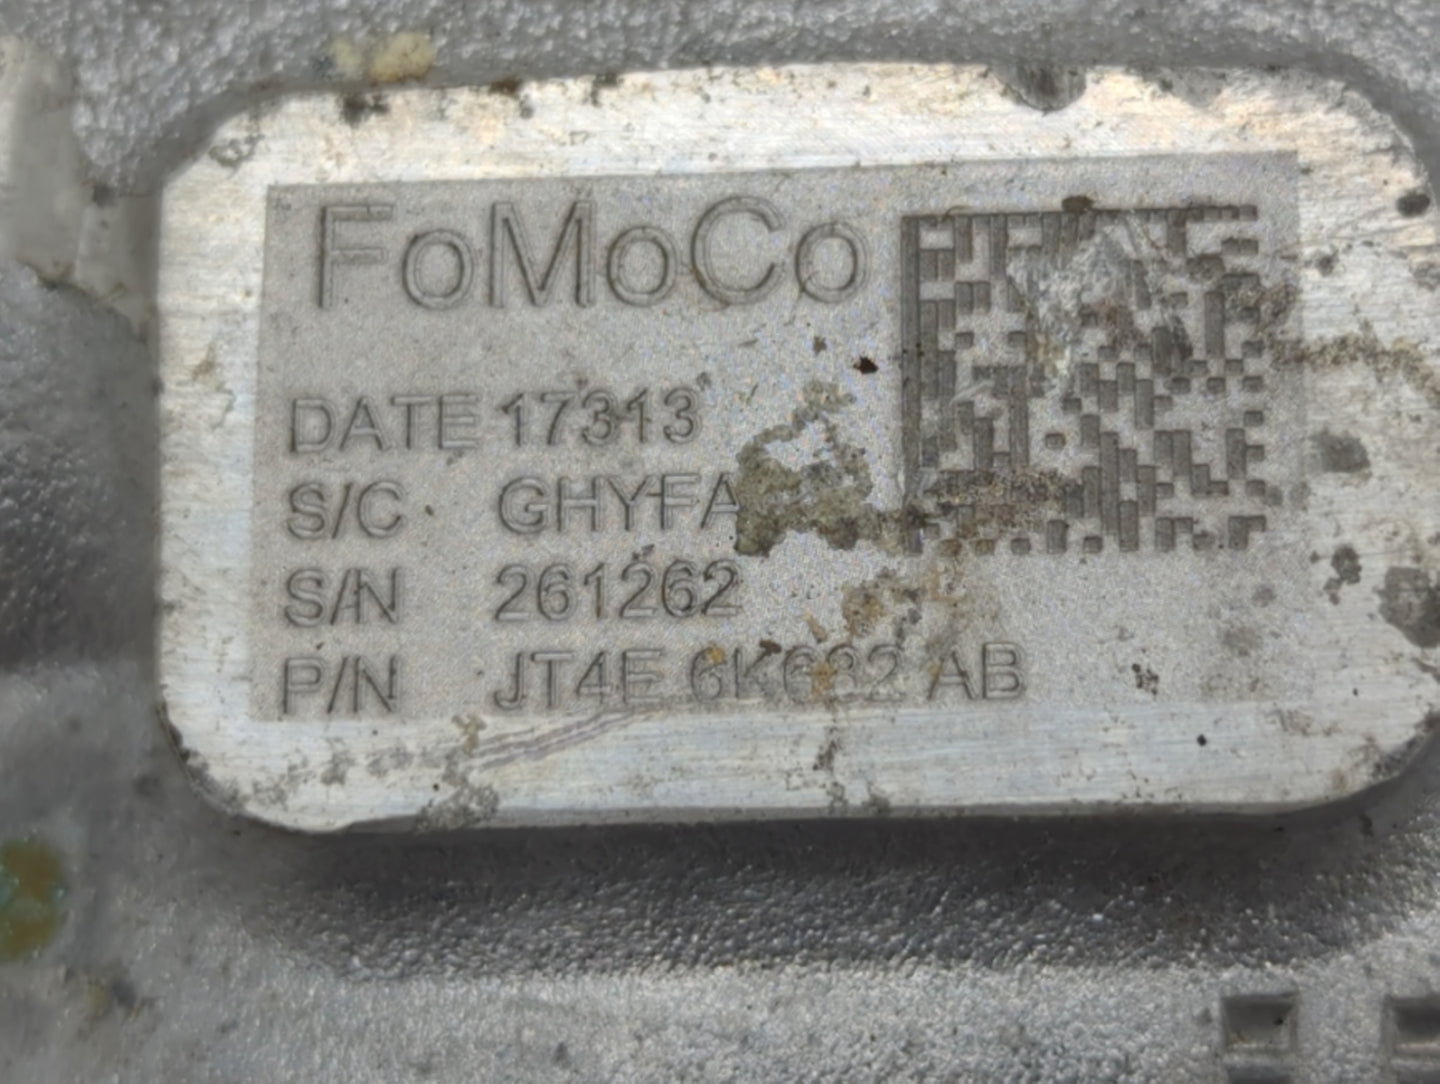 FoMoCo
DATE 17313
S/C GHYFA
S/N 261262
P/N JT4E 6K682 AB